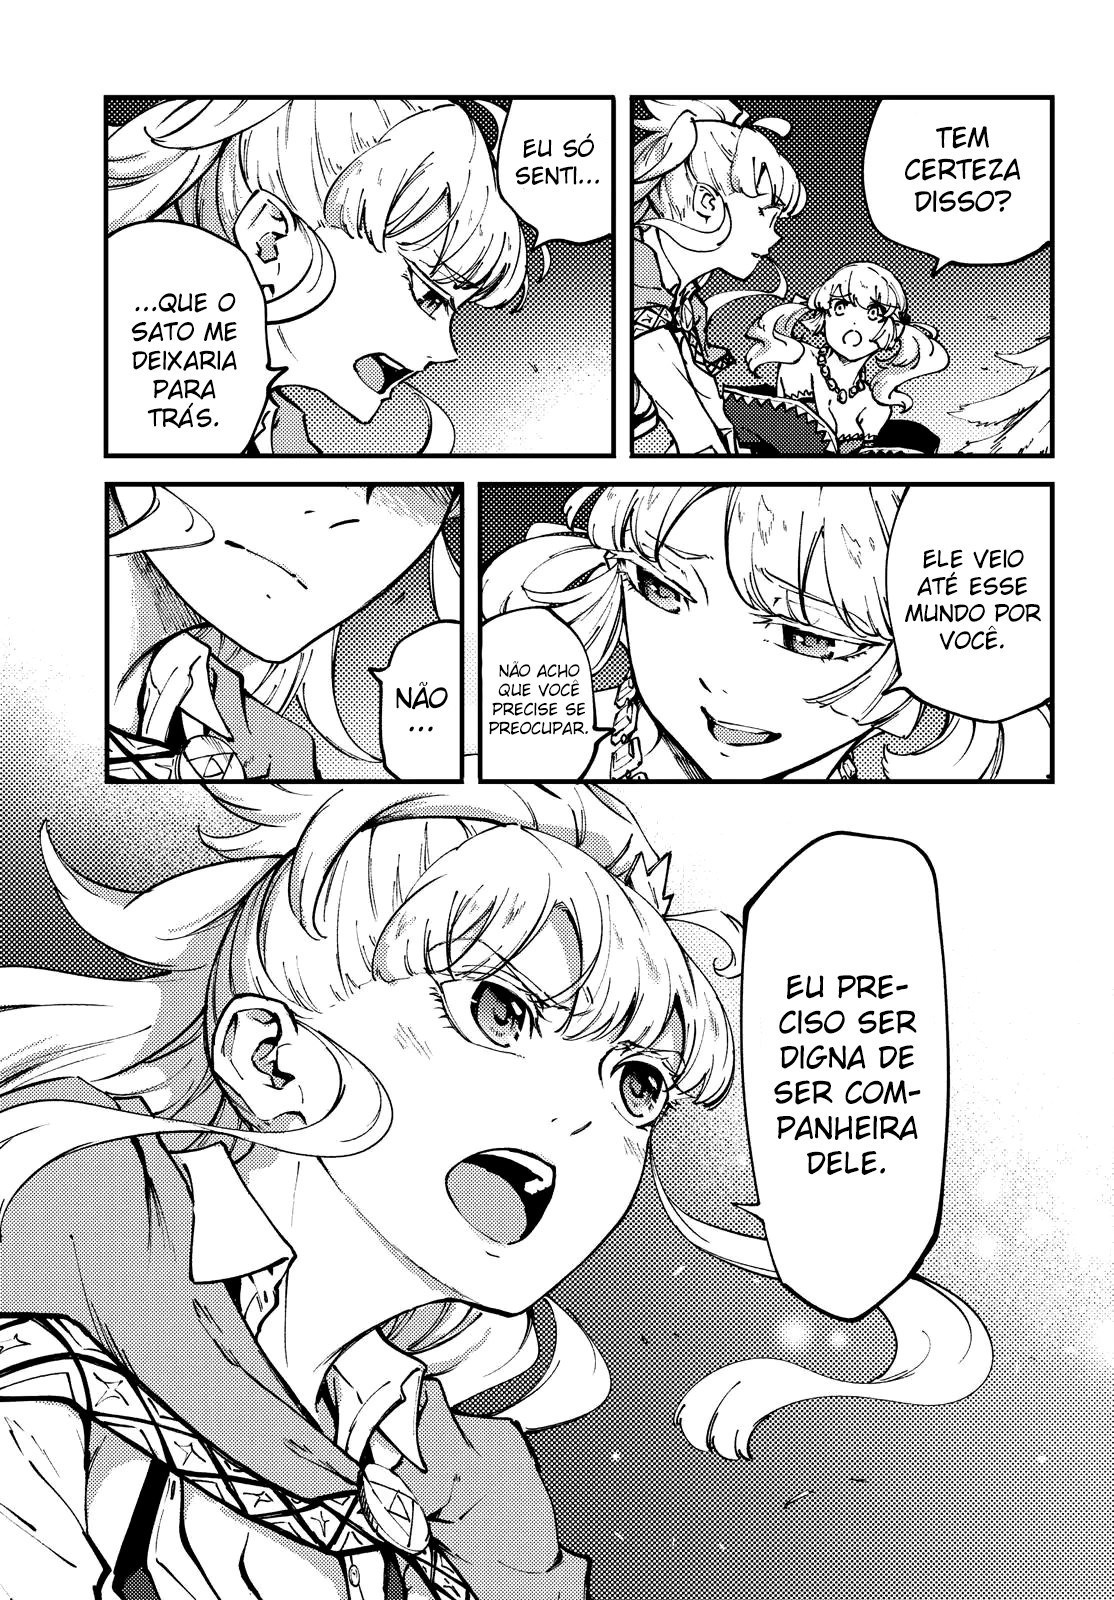 TEM
CERTEZA
DISSO?
EU SÓ
SENTI...
...QUE O
SATO ME
DEIXARIA
PARA
TRÁS.
ELE VEIO
ATÉ ESSE
MUNDO POR
VOCÊ.
NÃO ACHO
QUE VOCÊ
PRECISE SE
PREOCUPAR.
NÃO
...
EU PRE-
CISO SER
DIGNA DE
SER COM-
PANHEIRA
DELE.